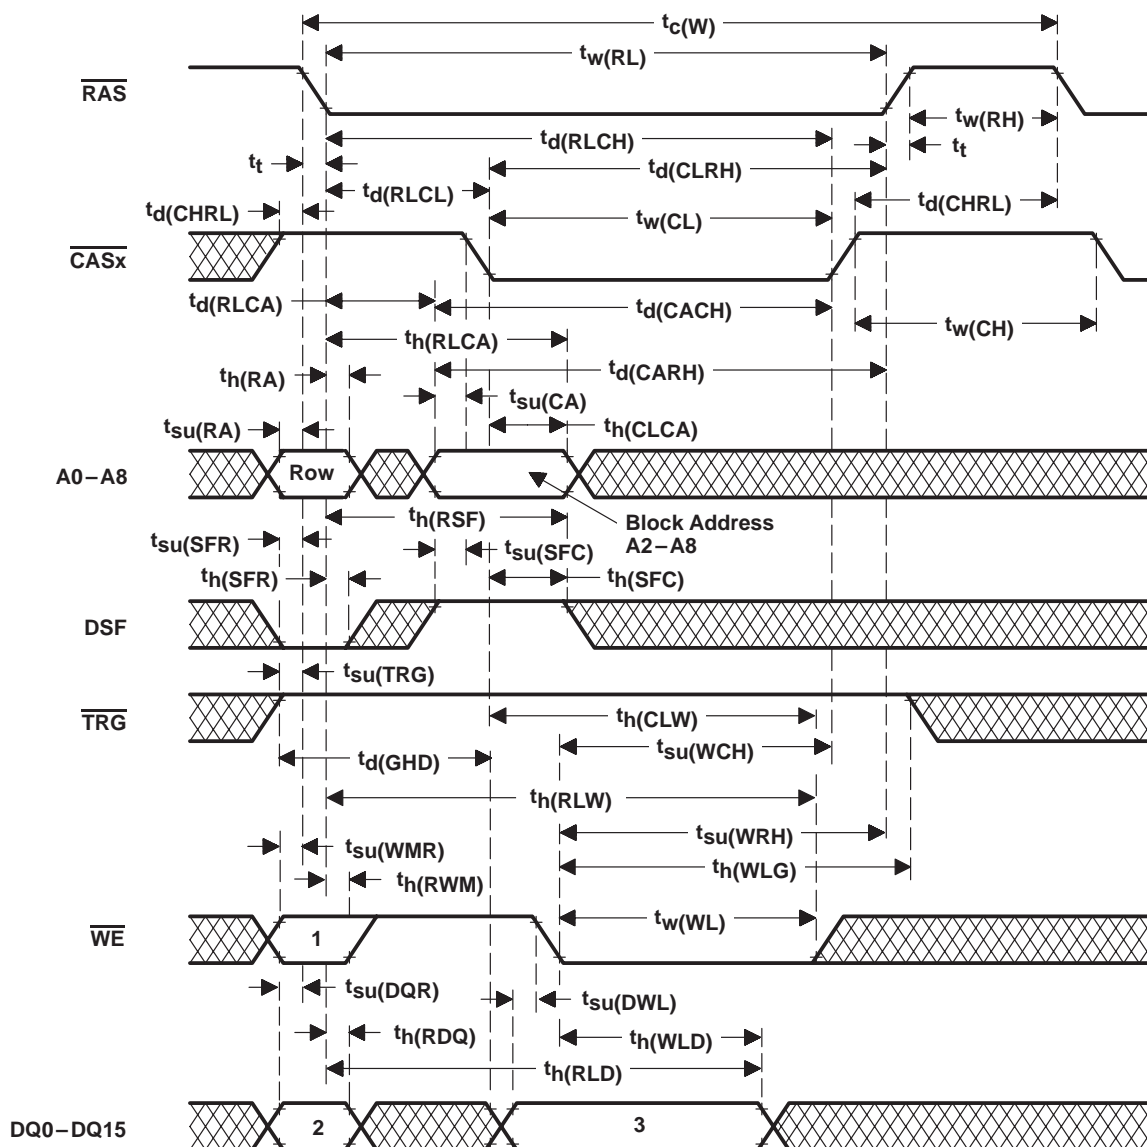 tc(W)
tw(RL)
RAS
tw(RH)
td(RLCH)
tt
tt
td(CLRH)
td(RLCL)
td(CHRL)
td(CHRL)
tw(CL)
CASx
td(RLCA)
td(CACH)
tw(CH)
th(RLCA)
td(CARH)
th(RA)
tsu(CA)
th(CLCA)
tsu(RA)
A0–A8
Row
th(RSF)
Block Address
A2–A8
tsu(SFR)
tsu(SFC)
th(SFR)
th(SFC)
DSF
tsu(TRG)
TRG
th(CLW)
tsu(WCH)
td(GHD)
th(RLW)
tsu(WRH)
tsu(WMR)
th(WLG)
th(RWM)
tw(WL)
WE
1
tsu(DQR)
tsu(DWL)
th(RDQ)
th(WLD)
th(RLD)
DQ0–DQ15
2
3